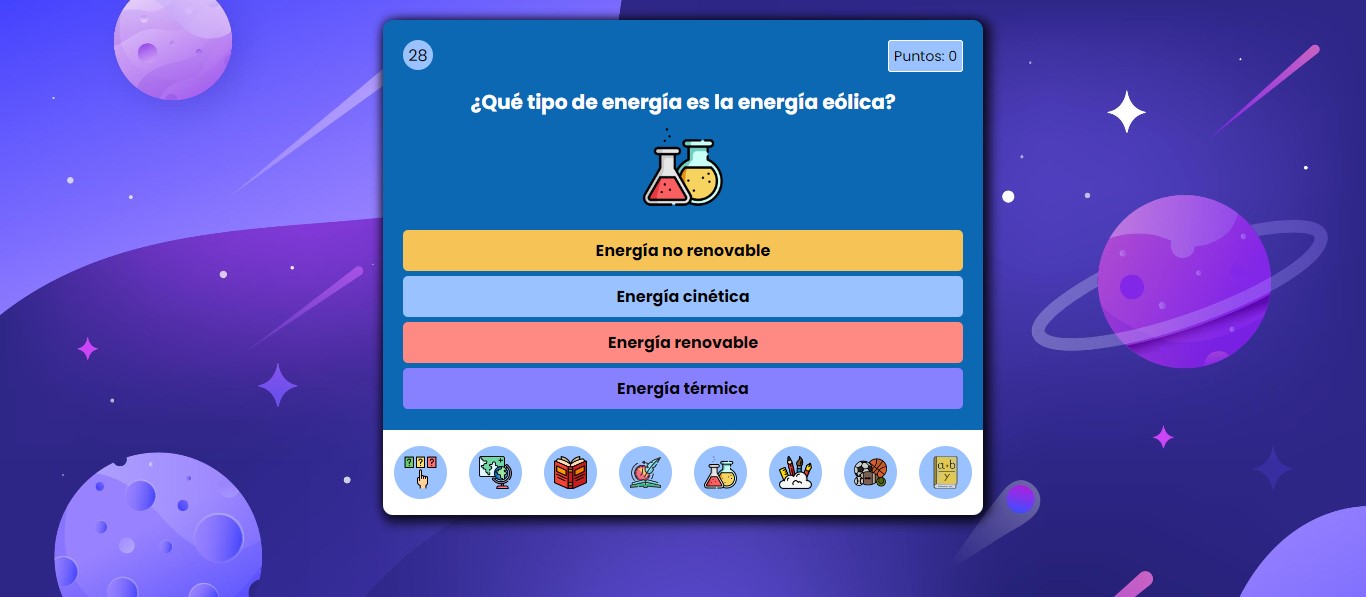 28
Puntos: 0
¿Qué tipo de energía es la energía eólica?
Energía no renovable
Energía cinética
Energía renovable
Energía térmica
? ? ?
a+b
y